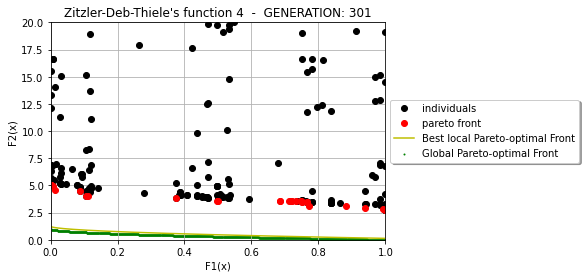 Zitzler-Deb-Thiele's function 4 - GENERATION: 301
20.0
17.5
15.0
12.5
10.0
7.5
5.0
2.5
0.0
F2(x)
0.0 0.2 0.4 0.6 0.8 1.0
F1(x)
individuals
pareto front
Best local Pareto-optimal Front
Global Pareto-optimal Front